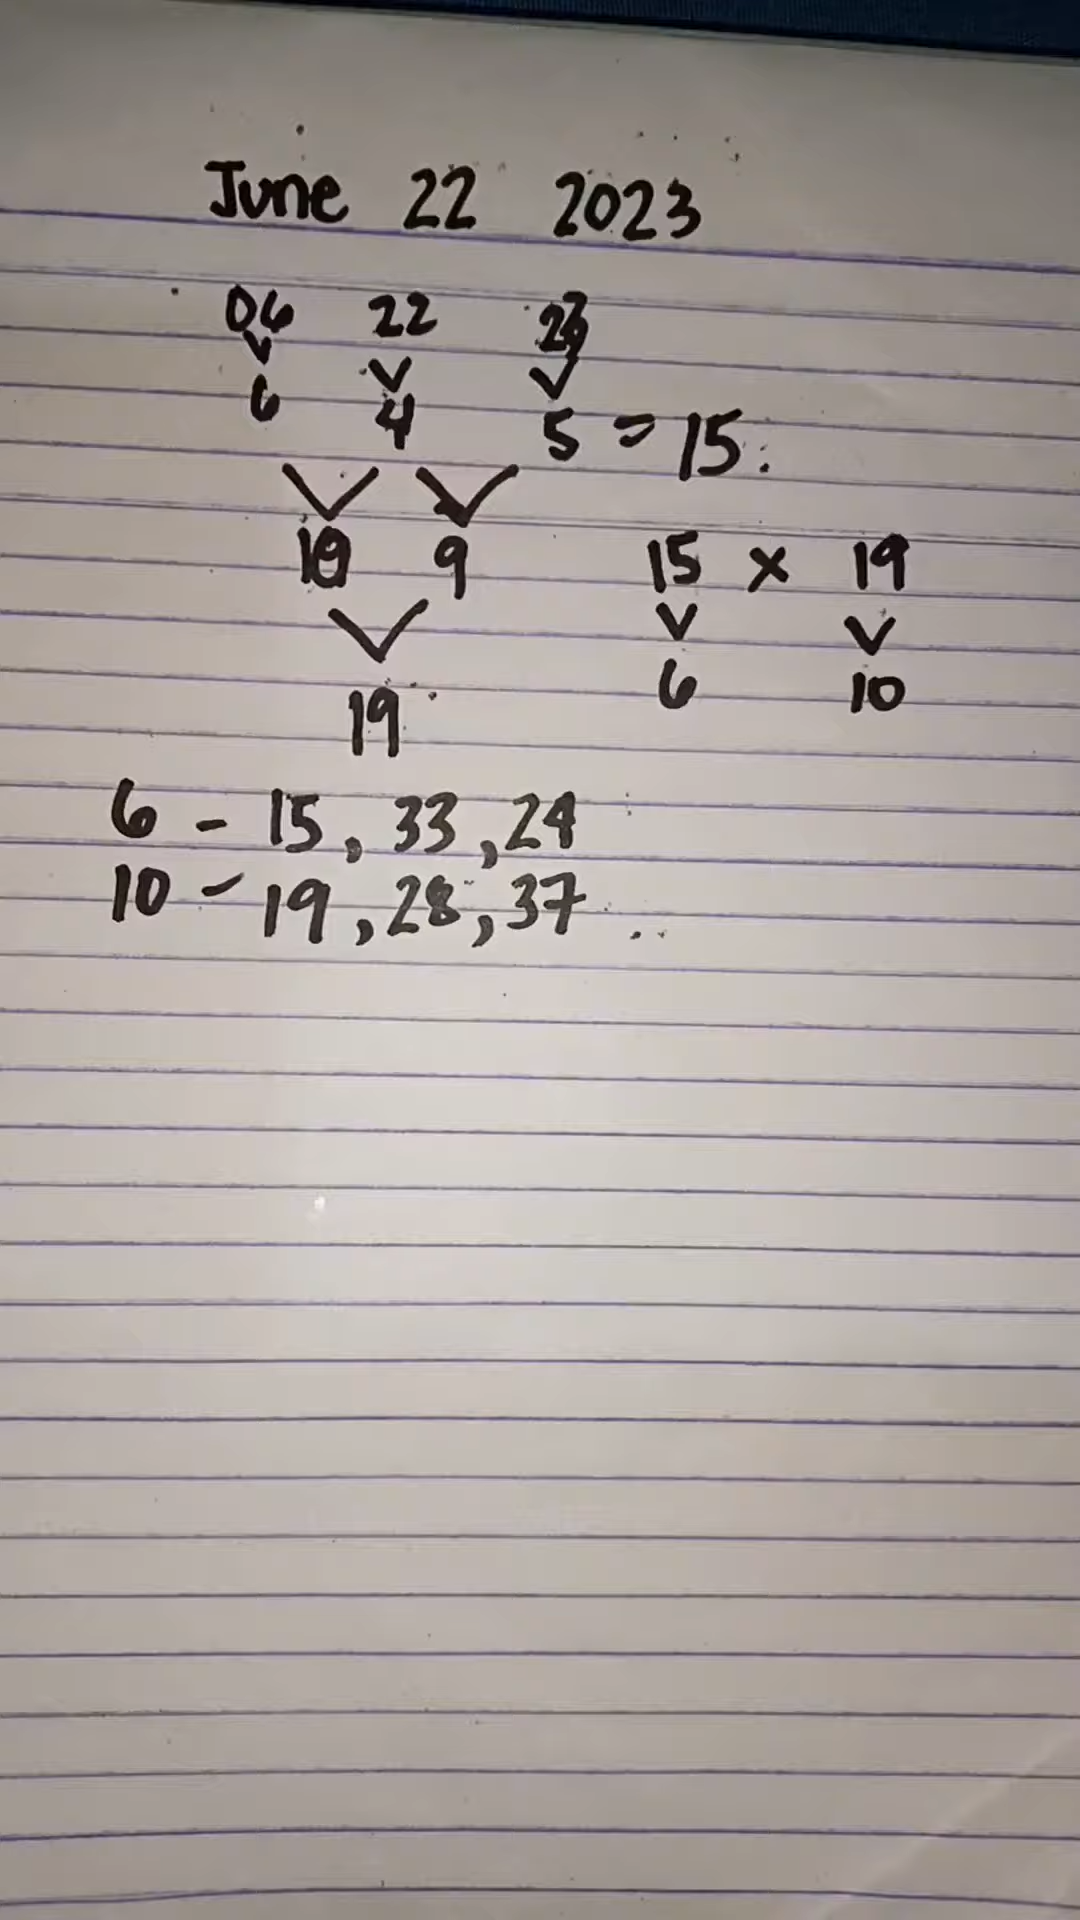 June 22 2023
06 22 23
6 4 5 = 15
10 9 15 x 19
19 6 10
6 - 15, 33, 24
10 - 19, 28, 37